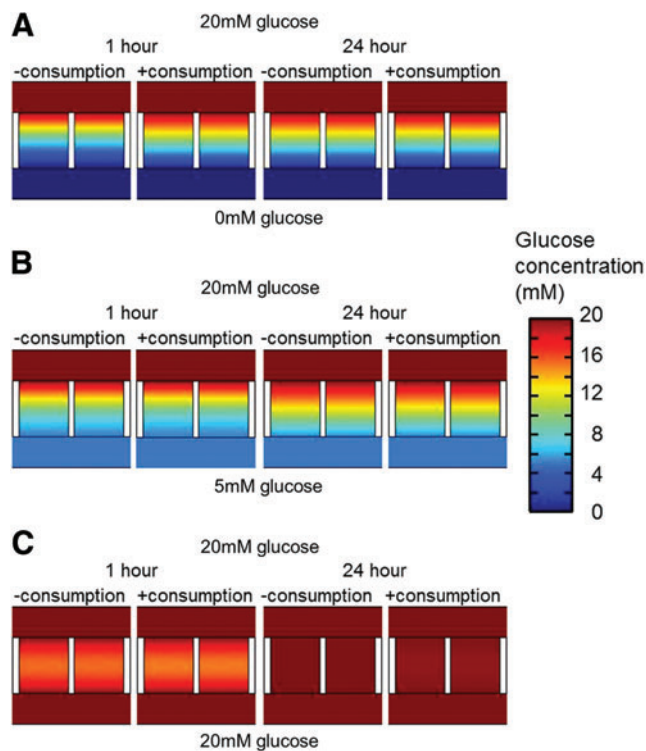 A
20mM glucose
1 hour
24 hour
-consumption +consumption -consumption +consumption
0mM glucose
Glucose
concentration
(mM)
20
16
12
8
4
0
B
20mM glucose
1 hour
24 hour
-consumption +consumption -consumption +consumption
5mM glucose
C
20mM glucose
1 hour
24 hour
-consumption +consumption -consumption +consumption
20mM glucose